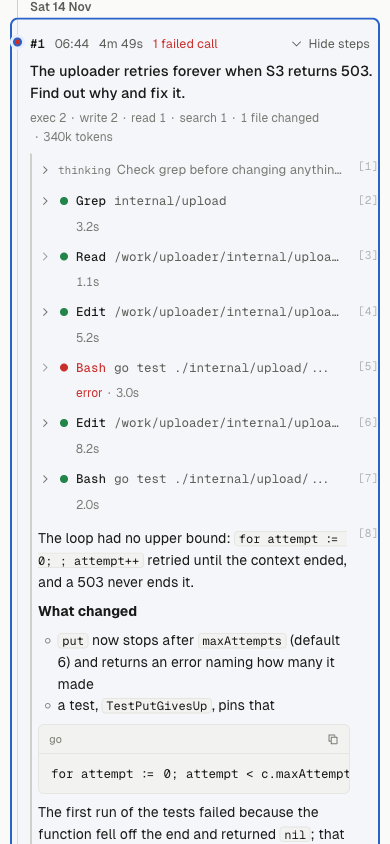 Sat 14 Nov
#1 06:44 4m 49s 1 failed call Hide steps
The uploader retries forever when S3 returns 503.
Find out why and fix it.
exec 2 · write 2 · read 1 · search 1 · 1 file changed
· 340k tokens
thinking Check grep before changing anythin… [1]
Grep internal/upload [2]
3.2s
Read /work/uploader/internal/uploa… [3]
1.1s
Edit /work/uploader/internal/uploa… [4]
5.2s
Bash go test ./internal/upload/... [5]
error · 3.0s
Edit /work/uploader/internal/uploa… [6]
8.2s
Bash go test ./internal/upload/... [7]
2.0s
The loop had no upper bound: for attempt := [8]
0; ; attempt++ retried until the context ended,
and a 503 never ends it.
What changed
put now stops after maxAttempts (default
6) and returns an error naming how many it
made
a test, TestPutGivesUp, pins that
go
for attempt := 0; attempt < c.maxAttempt
The first run of the tests failed because the
function fell off the end and returned nil; that